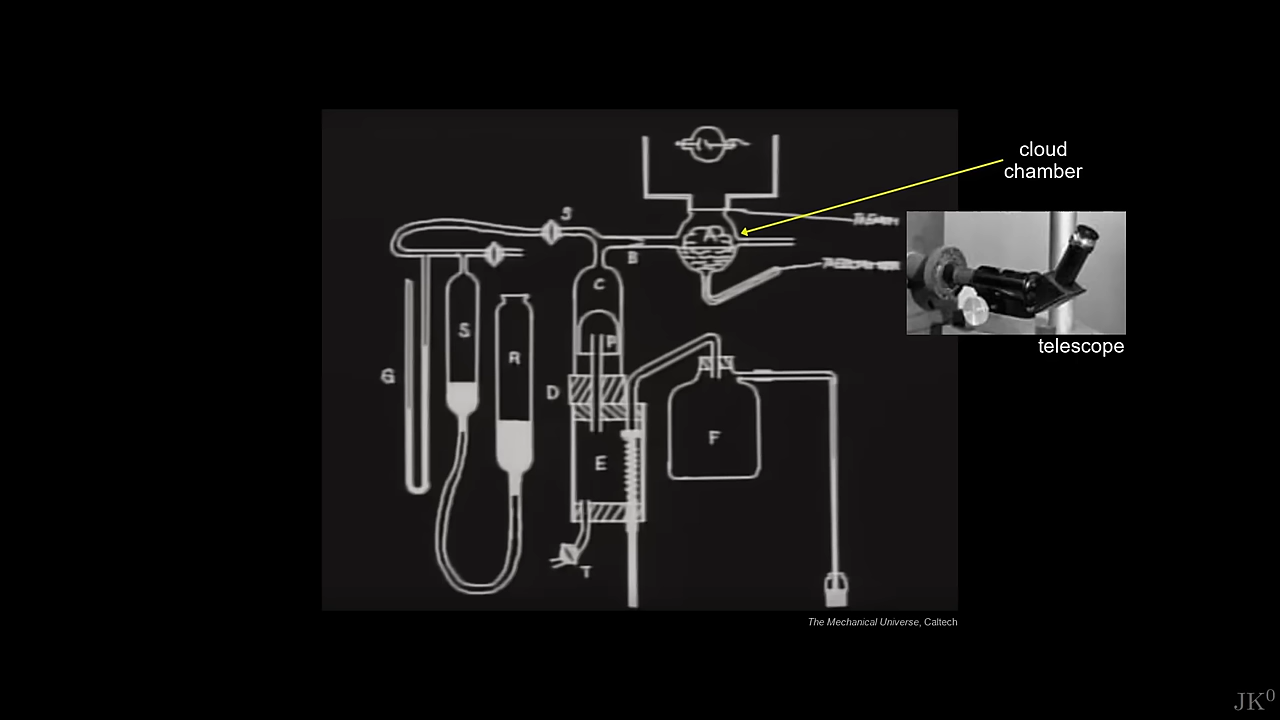 cloud
chamber
S
A
B
C
telescope
P
S
R
G
D
F
E
T
The Mechanical Universe, Caltech
JK⁰